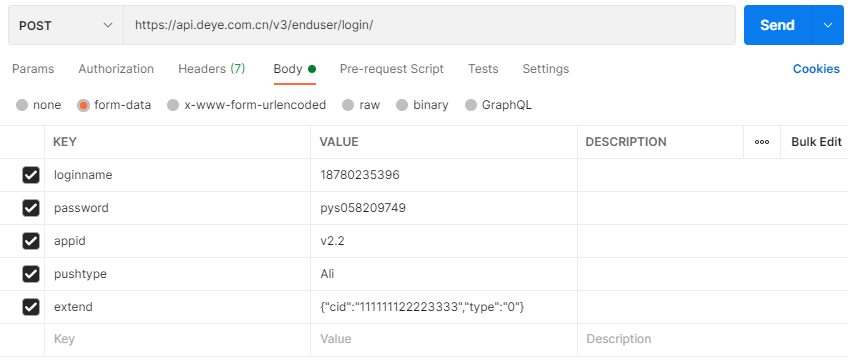 POST https://api.deye.com.cn/v3/enduser/login/ Send
Params Authorization Headers (7) Body Pre-request Script Tests Settings Cookies
none form-data x-www-form-urlencoded raw binary GraphQL
KEY VALUE DESCRIPTION Bulk Edit
loginname 18780235396
password pys058209749
appid v2.2
pushtype Ali
extend {"cid":"111111122223333","type":"0"}
Key Value Description